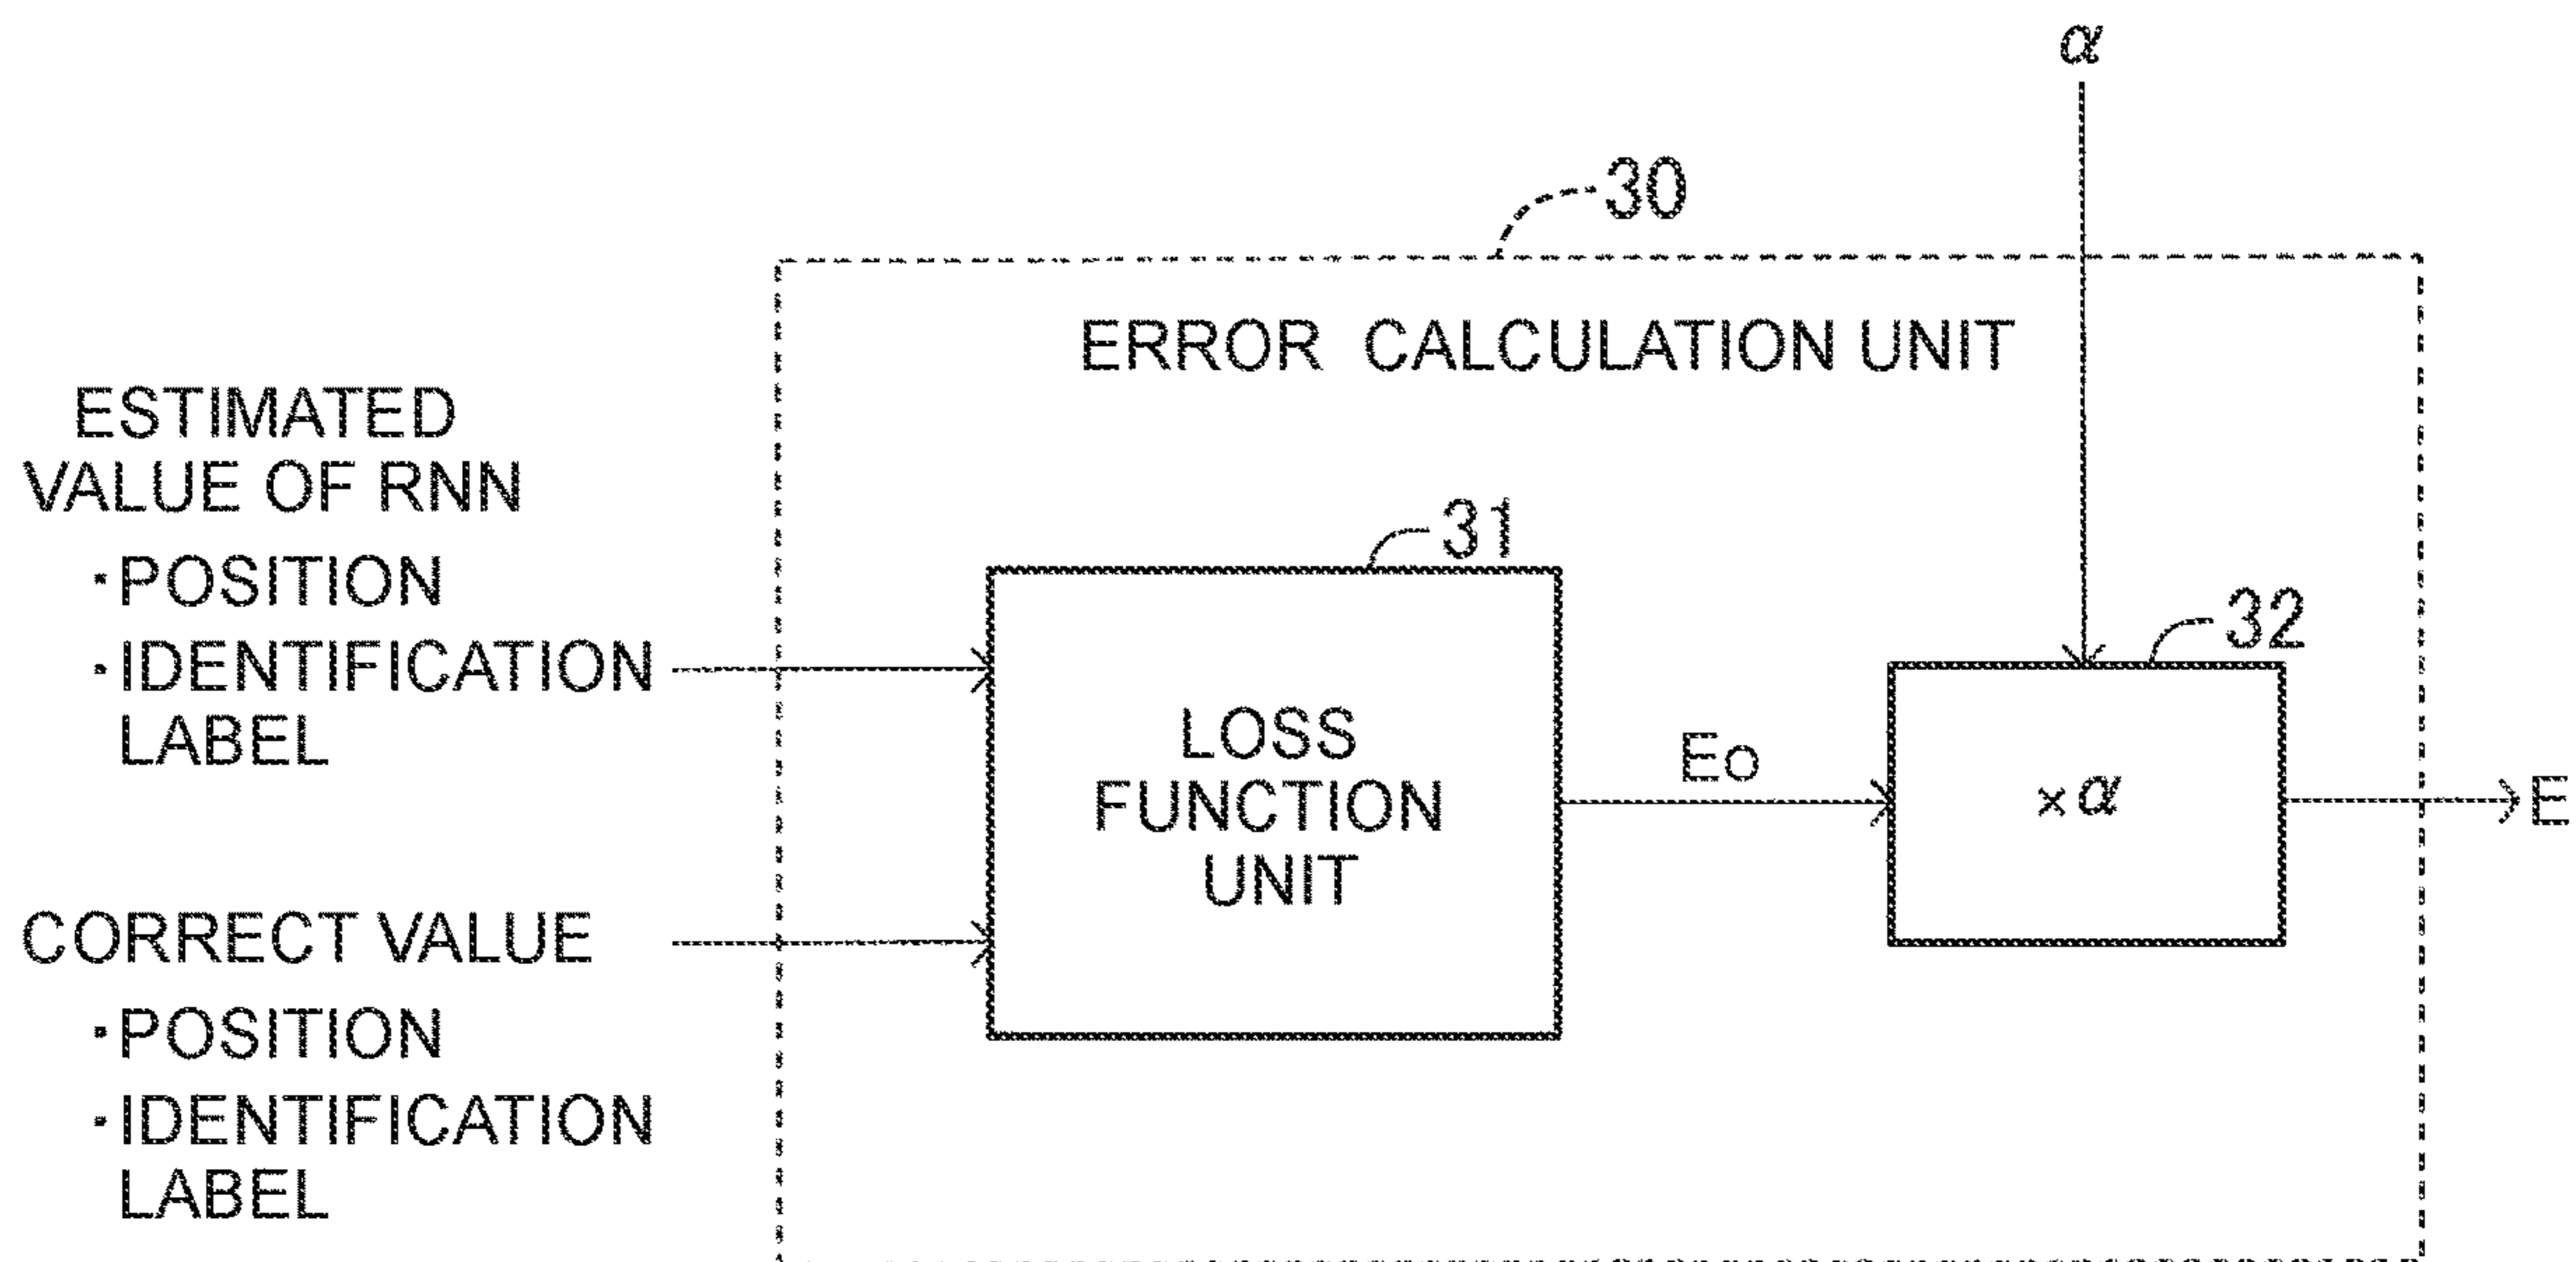 α
30
ERROR CALCULATION UNIT
ESTIMATED
VALUE OF RNN
・POSITION
・IDENTIFICATION
LABEL
31
LOSS
FUNCTION
UNIT
Eo
32
×α
E
CORRECT VALUE
・POSITION
・IDENTIFICATION
LABEL